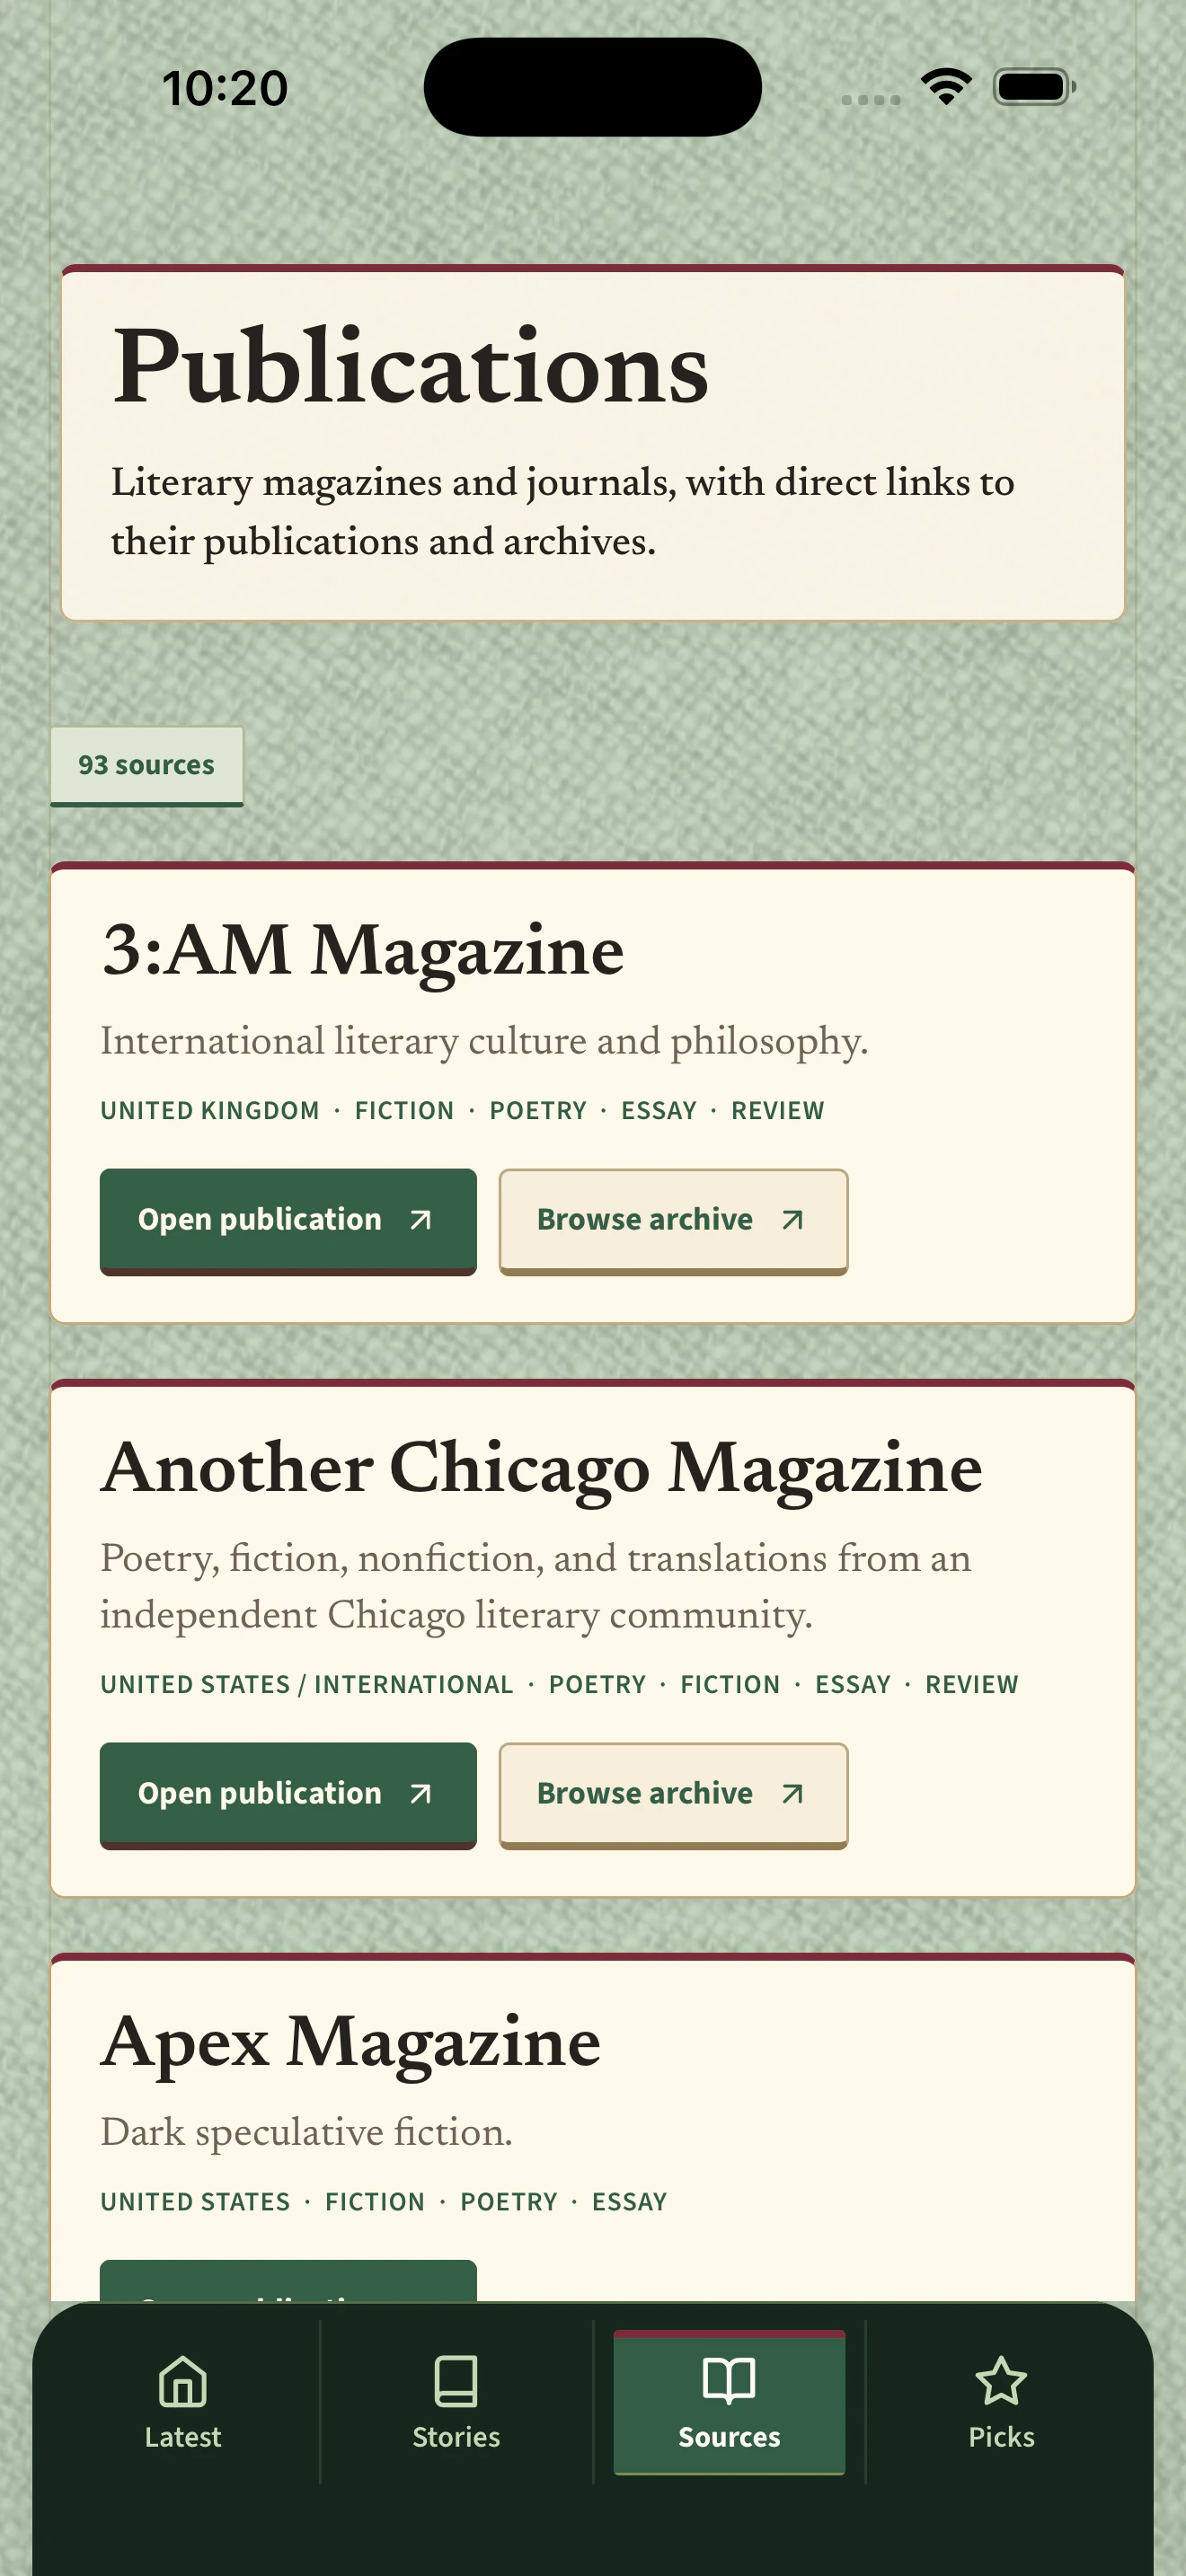 10:20
Publications
Literary magazines and journals, with direct links to
their publications and archives.
93 sources
3:AM Magazine
International literary culture and philosophy.
UNITED KINGDOM · FICTION · POETRY · ESSAY · REVIEW
Open publication Browse archive
Another Chicago Magazine
Poetry, fiction, nonfiction, and translations from an
independent Chicago literary community.
UNITED STATES / INTERNATIONAL · POETRY · FICTION · ESSAY · REVIEW
Open publication Browse archive
Apex Magazine
Dark speculative fiction.
UNITED STATES · FICTION · POETRY · ESSAY
Latest Stories Sources Picks